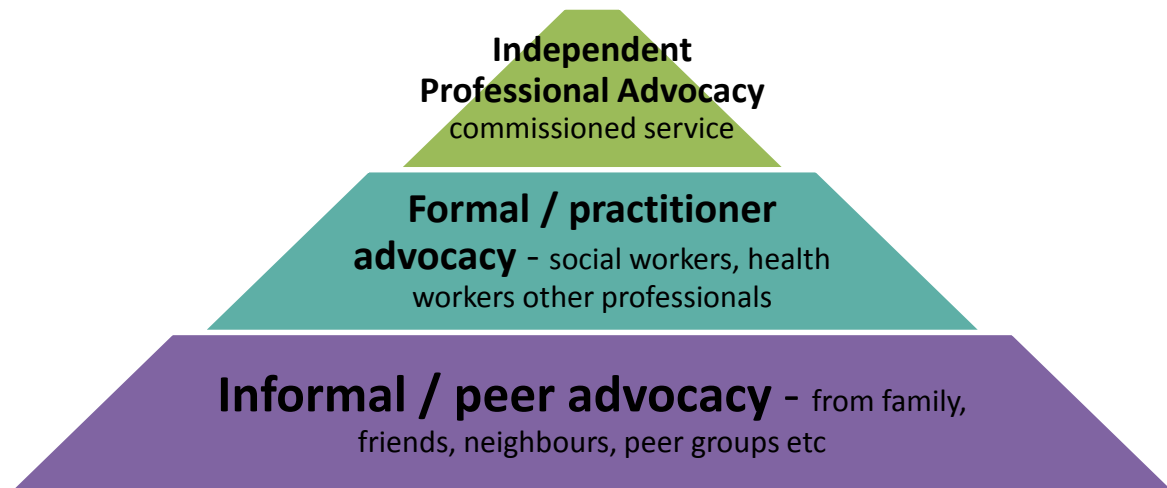 Independent
Professional Advocacy
commissioned service
Formal / practitioner
advocacy - social workers, health
workers other professionals
Informal / peer advocacy - from family,
friends, neighbours, peer groups etc